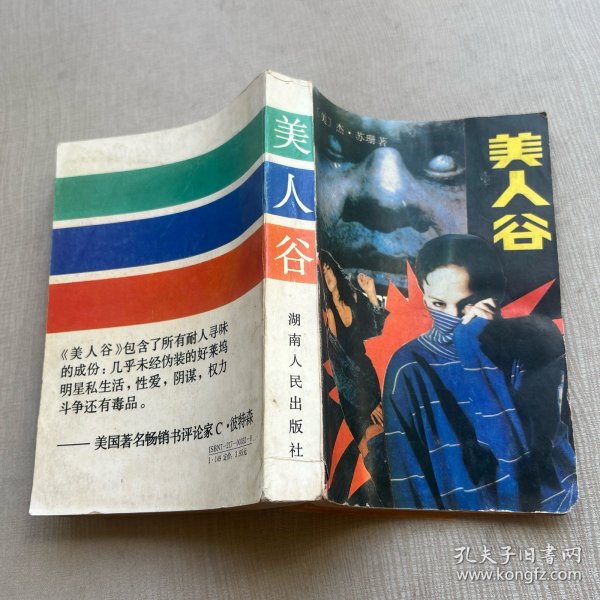 《美人谷》包含了所有耐人寻味
的成份：几乎未经伪装的好莱坞
明星私生活，性爱，阴谋，权力
斗争还有毒品。
——美国著名畅销书评论家C·彼特森
美人谷
湖南人民出版社
〔美〕杰·苏珊著
美人谷
孔夫子旧书网
www.kongfz.com